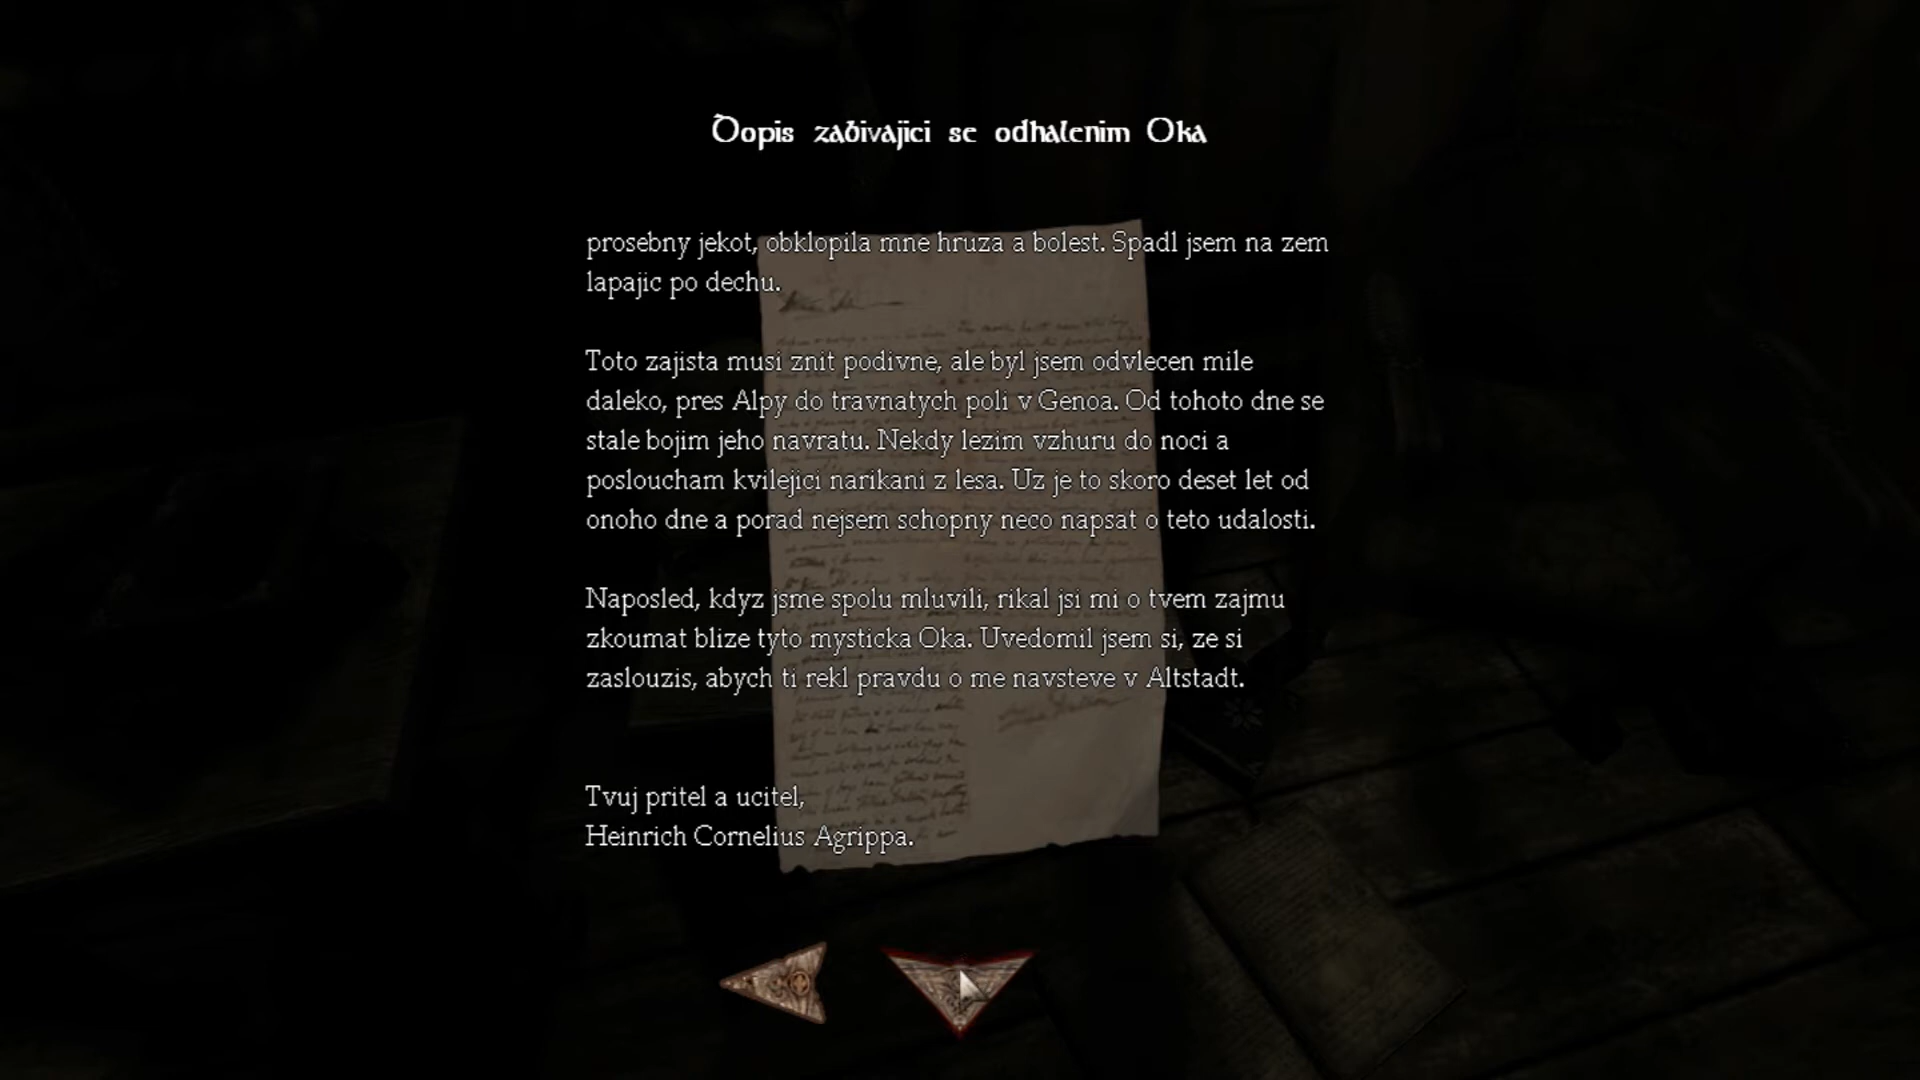 Dopis zabivajici se odhalenim Oka
prosebny jekot, obklopila mne hruza a bolest. Spadl jsem na zem
lapajic po dechu.
Toto zajista musi znit podivne, ale byl jsem odvlecen mile
daleko, pres Alpy do travnatych poli v Genoa. Od tohoto dne se
stale bojim jeho navratu. Nekdy lezim vzhuru do noci a
posloucham kvilejici narikani z lesa. Uz je to skoro deset let od
onoho dne a porad nejsem schopny neco napsat o teto udalosti.
Naposled, kdyz jsme spolu mluvili, rikal jsi mi o tvem zajmu
zkoumat blize tyto mysticka Oka. Uvedomil jsem si, ze si
zaslouzis, abych ti rekl pravdu o me navsteve v Altstadt.
Tvuj pritel a ucitel,
Heinrich Cornelius Agrippa.